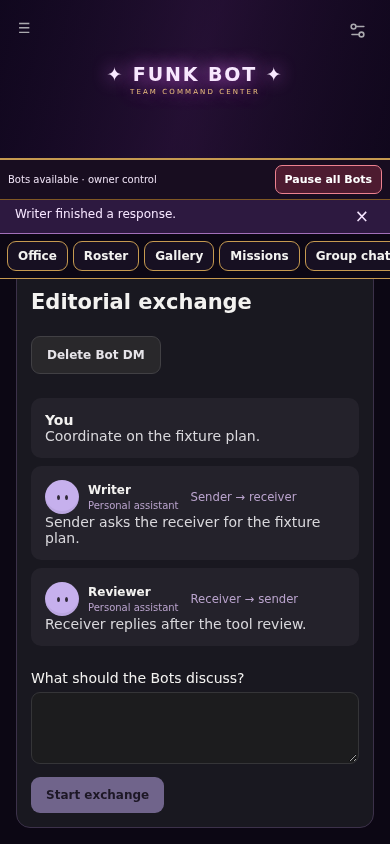 ☰
✦ FUNK BOT ✦
TEAM COMMAND CENTER
Bots available · owner control
Pause all Bots
Writer finished a response.
×
Office
Roster
Gallery
Missions
Group chat
Editorial exchange
Delete Bot DM
You
Coordinate on the fixture plan.
Writer
Personal assistant
Sender → receiver
Sender asks the receiver for the fixture
plan.
Reviewer
Personal assistant
Receiver → sender
Receiver replies after the tool review.
What should the Bots discuss?
Start exchange